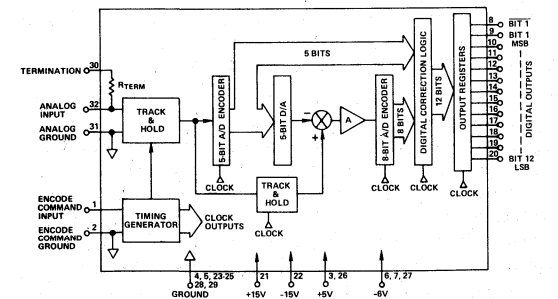 TERMINATION 30
RTERM
ANALOG INPUT 32
ANALOG GROUND 31
TRACK & HOLD
5-BIT A/D ENCODER
CLOCK
5 BITS
5-BIT D/A
−
+
A
8-BIT A/D ENCODER
CLOCK
8 BITS
DIGITAL CORRECTION LOGIC
12 BITS
OUTPUT REGISTERS
CLOCK
8 BIT 1
9 BIT 1
MSB
10
11
12
13
14
15
16
17
18
19
20 BIT 12
LSB
DIGITAL OUTPUTS
TRACK & HOLD
CLOCK
ENCODE COMMAND INPUT 1
ENCODE COMMAND GROUND 2
TIMING GENERATOR
CLOCK OUTPUTS
4, 5, 23-25
28, 29
GROUND
21
+15V
22
-15V
3, 26
+5V
6, 7, 27
-6V